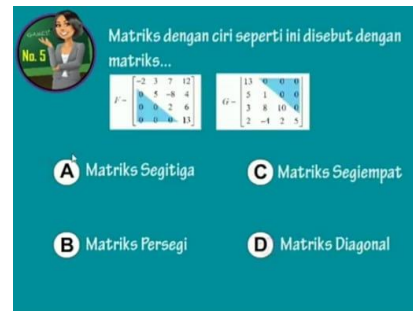 No. 5
Matriks dengan ciri seperti ini disebut dengan
matriks...
F = -2 3 7 12
0 5 -8 4
0 0 2 6
0 0 0 13
G = 13 0 0 0
5 1 0 0
3 8 10 0
2 -4 2 5
A Matriks Segitiga
C Matriks Segiempat
B Matriks Persegi
D Matriks Diagonal